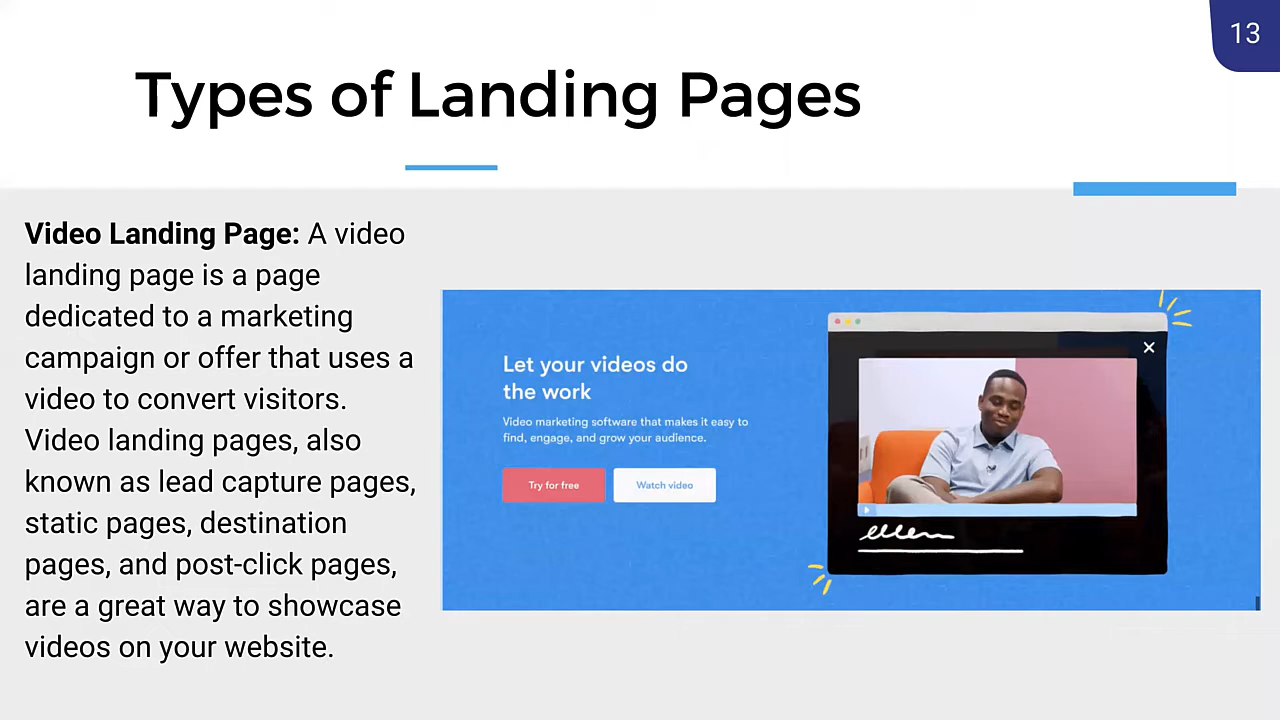 13
Types of Landing Pages
Video Landing Page: A video
landing page is a page
dedicated to a marketing
campaign or offer that uses a
video to convert visitors.
Video landing pages, also
known as lead capture pages,
static pages, destination
pages, and post-click pages,
are a great way to showcase
videos on your website.
Let your videos do
the work
Video marketing software that makes it easy to
find, engage, and grow your audience.
Try for free
Watch video